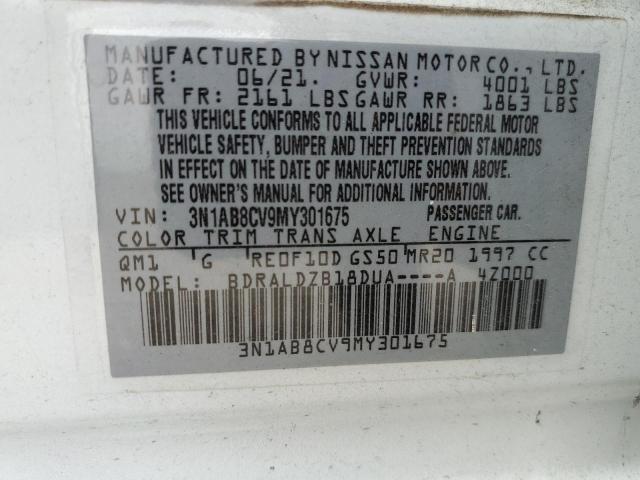 MANUFACTURED BY NISSAN MOTOR CO., LTD.
DATE: 06/21. GVWR: 4001 LBS
GAWR FR: 2161 LBS GAWR RR: 1863 LBS
THIS VEHICLE CONFORMS TO ALL APPLICABLE FEDERAL MOTOR
VEHICLE SAFETY, BUMPER AND THEFT PREVENTION STANDARDS
IN EFFECT ON THE DATE OF MANUFACTURE SHOWN ABOVE.
SEE OWNER'S MANUAL FOR ADDITIONAL INFORMATION.
VIN: 3N1AB8CV9MY301675 PASSENGER CAR.
COLOR TRIM TRANS AXLE ENGINE
QM1 G RE0F10D GS50 MR20 1997 CC
MODEL: BDRALDZB18DUA----A 4Z000
3N1AB8CV9MY301675